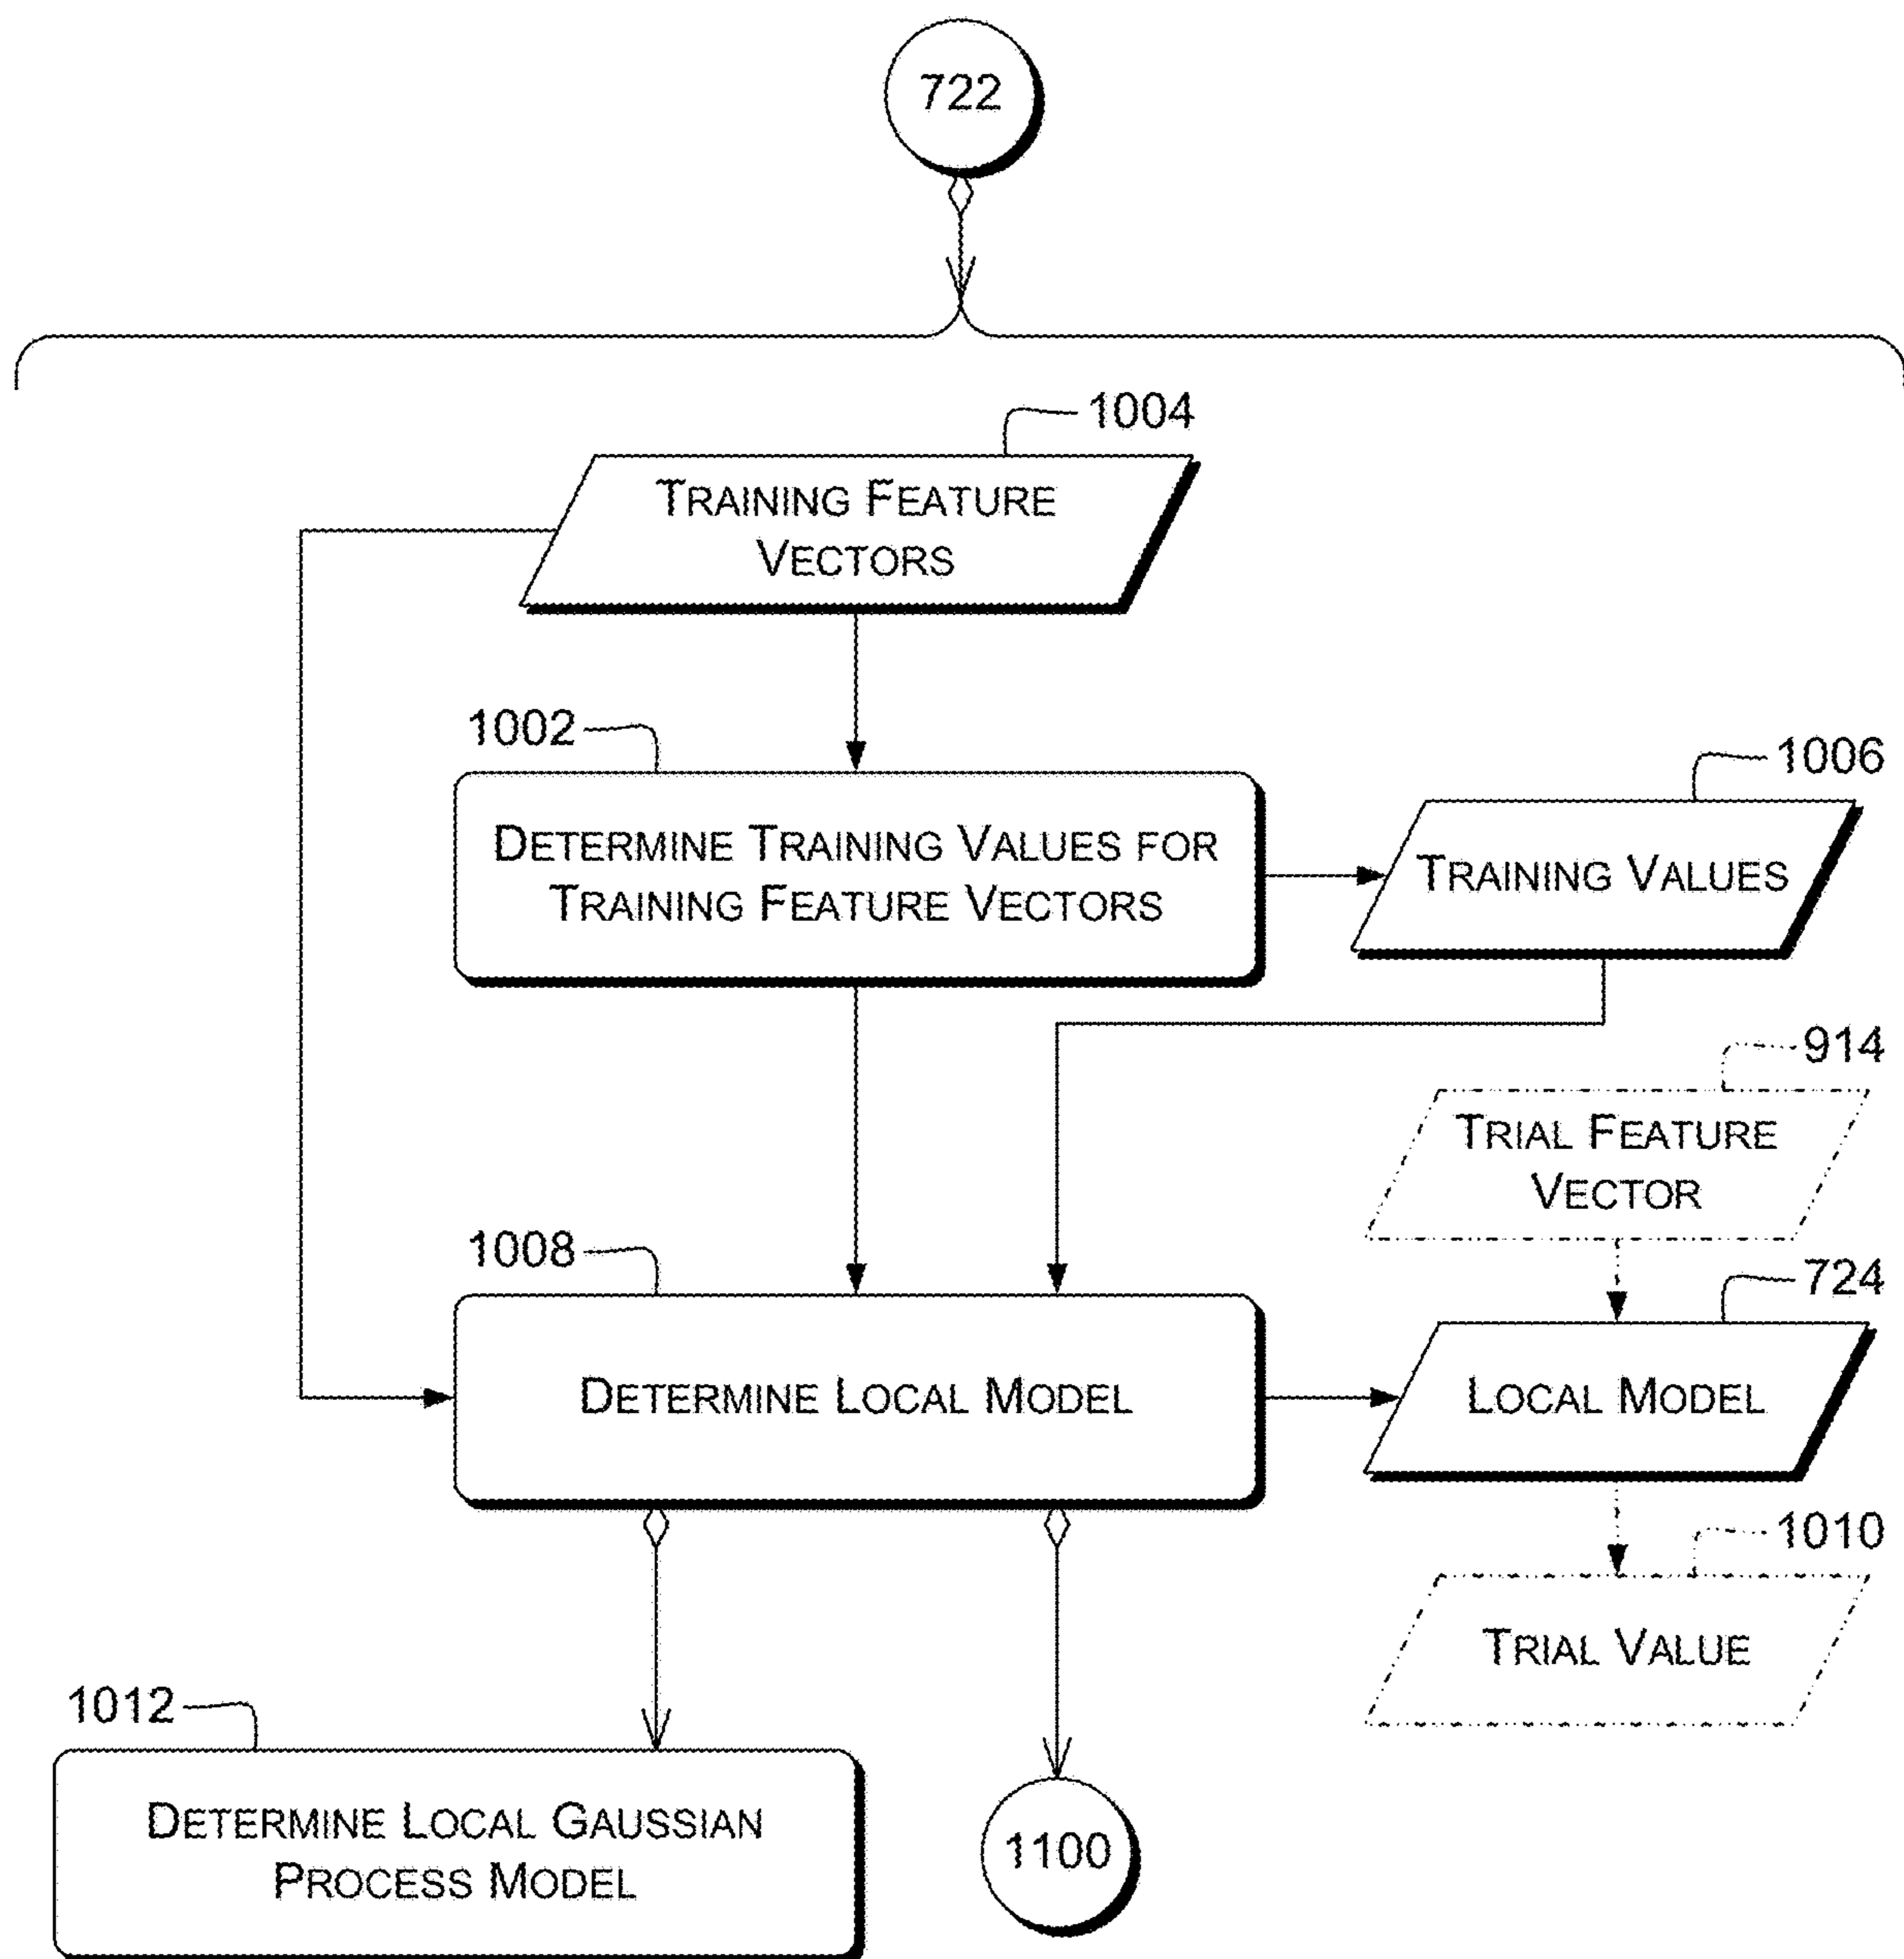 722
1004
TRAINING FEATURE
VECTORS
1002
DETERMINE TRAINING VALUES FOR
TRAINING FEATURE VECTORS
1006
TRAINING VALUES
914
TRIAL FEATURE
VECTOR
1008
DETERMINE LOCAL MODEL
724
LOCAL MODEL
1010
TRIAL VALUE
1012
DETERMINE LOCAL GAUSSIAN
PROCESS MODEL
1100